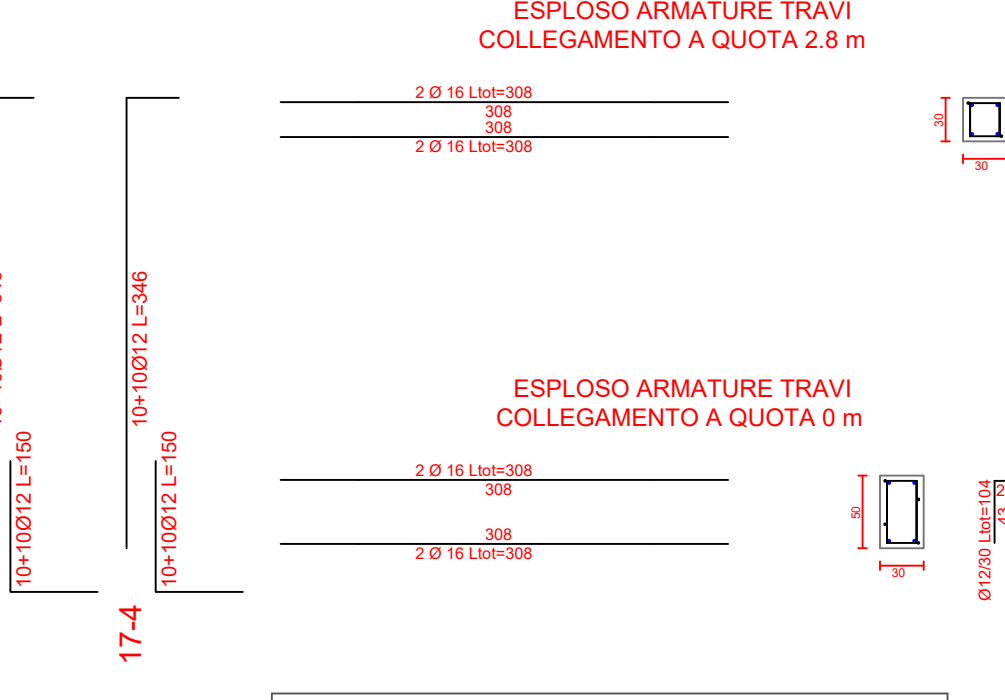 ESPLOSO ARMATURE TRAVI
COLLEGAMENTO A QUOTA 2.8 m
2 Ø 16 Ltot=308
308
308
2 Ø 16 Ltot=308
30
30
10+10Ø12 L=346
10+10Ø12 L=150
10+10Ø12 L=150
17-4
ESPLOSO ARMATURE TRAVI
COLLEGAMENTO A QUOTA 0 m
2 Ø 16 Ltot=308
308
308
2 Ø 16 Ltot=308
50
30
Ø12/30 Ltot=104